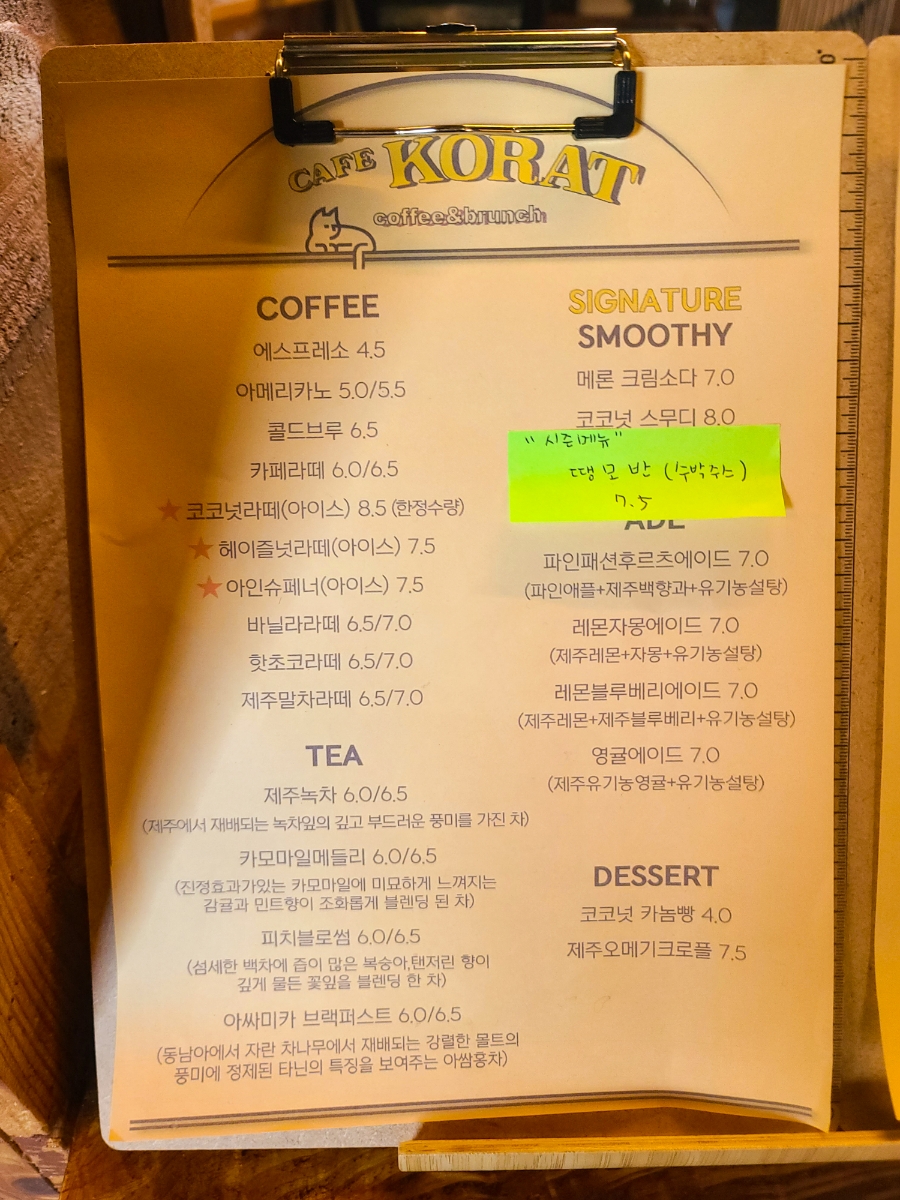 CAFE KORAT
coffee&brunch
COFFEE
에스프레소 4.5
아메리카노 5.0/5.5
콜드브루 6.5
카페라떼 6.0/6.5
★ 코코넛라떼(아이스) 8.5 (한정수량)
★ 헤이즐넛라떼(아이스) 7.5
★ 아인슈페너(아이스) 7.5
바닐라라떼 6.5/7.0
핫초코라떼 6.5/7.0
제주말차라떼 6.5/7.0
TEA
제주녹차 6.0/6.5
(제주에서 재배되는 녹차잎의 깊고 부드러운 풍미를 가진 차)
카모마일메들리 6.0/6.5
(진정효과가있는 카모마일에 미묘하게 느껴지는
감귤과 민트향이 조화롭게 블렌딩 된 차)
피치블로썸 6.0/6.5
(섬세한 백차에 즙이 많은 복숭아,탠저린 향이
깊게 물든 꽃잎을 블렌딩 한 차)
아싸미카 브랙퍼스트 6.0/6.5
(동남아에서 자란 차나무에서 재배되는 강렬한 몰트의
풍미에 정제된 타닌의 특징을 보여주는 아쌈홍차)
SIGNATURE
SMOOTHY
메론 크림소다 7.0
코코넛 스무디 8.0
"시즌메뉴"
땡모반 (수박주스)
7.5
ADE
파인패션후르츠에이드 7.0
(파인애플+제주백향과+유기농설탕)
레몬자몽에이드 7.0
(제주레몬+자몽+유기농설탕)
레몬블루베리에이드 7.0
(제주레몬+제주블루베리+유기농설탕)
영귤에이드 7.0
(제주유기농영귤+유기농설탕)
DESSERT
코코넛 카놈빵 4.0
제주오메기크로플 7.5